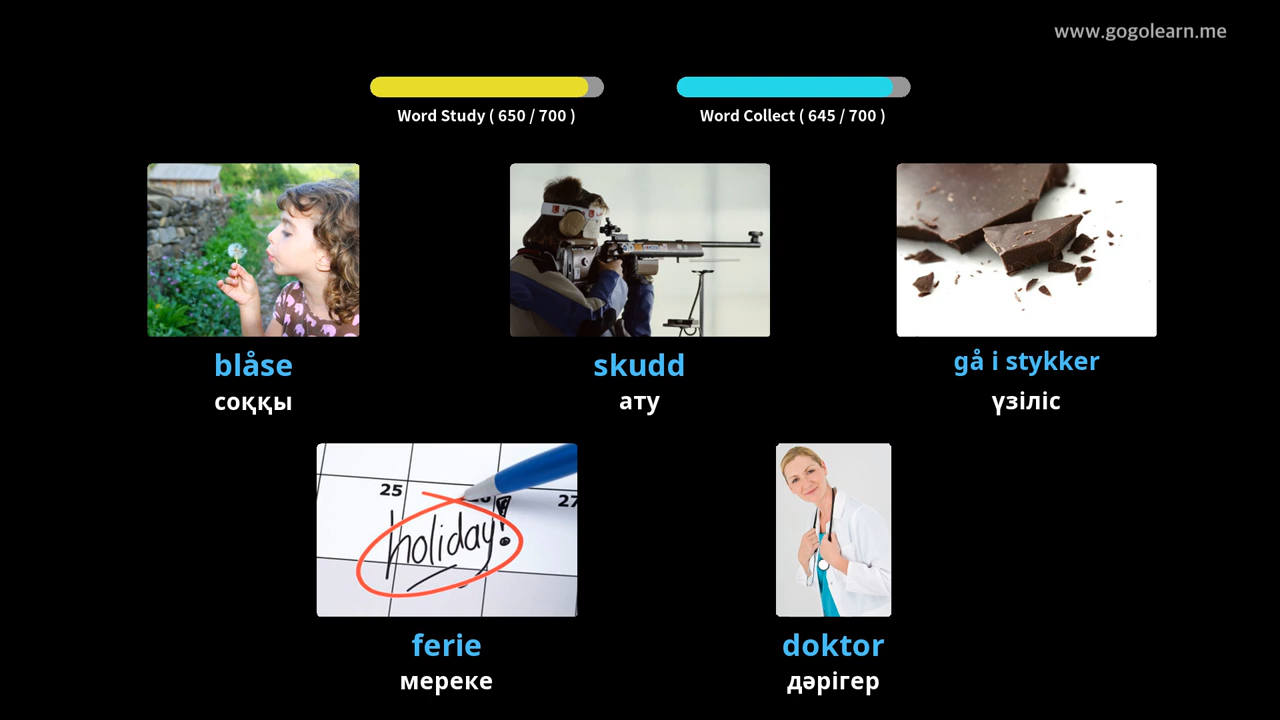 www.gogolearn.me
Word Study ( 650 / 700 )
Word Collect ( 645 / 700 )
blåse
соққы
skudd
ату
gå i stykker
үзіліс
25
27
holiday!
ferie
мереке
doktor
дәрігер